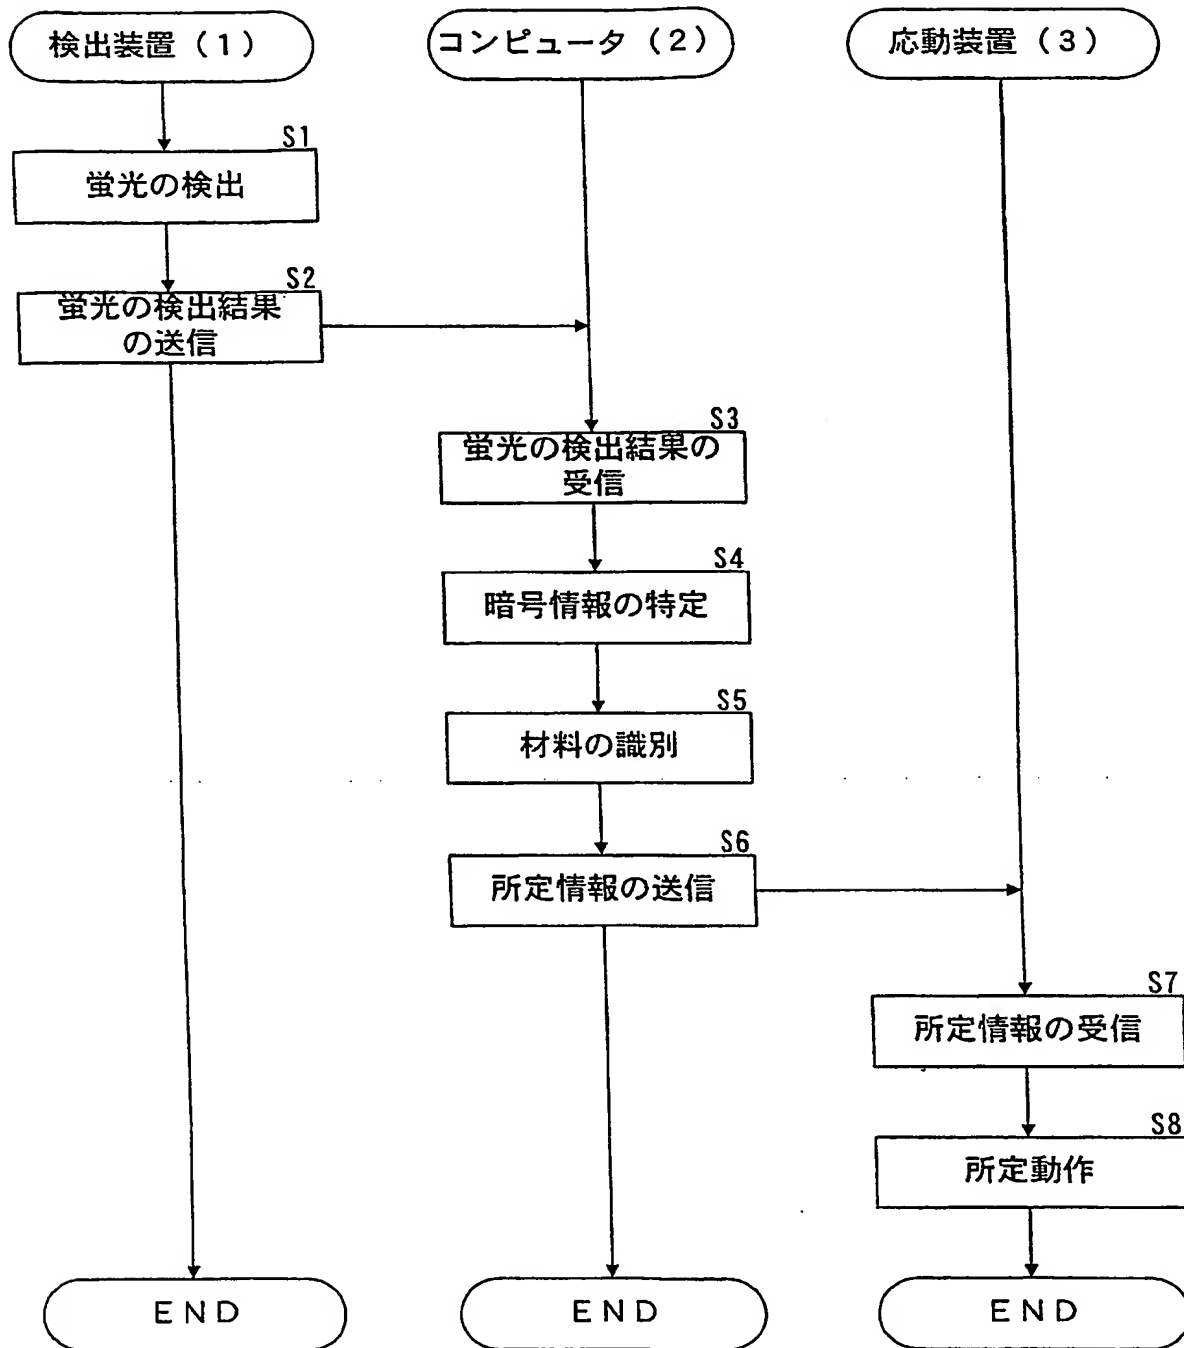 検出装置（1）
コンピュータ（2）
応動装置（3）
S1
蛍光の検出
S2
蛍光の検出結果
の送信
S3
蛍光の検出結果の
受信
S4
暗号情報の特定
S5
材料の識別
S6
所定情報の送信
S7
所定情報の受信
S8
所定動作
END
END
END